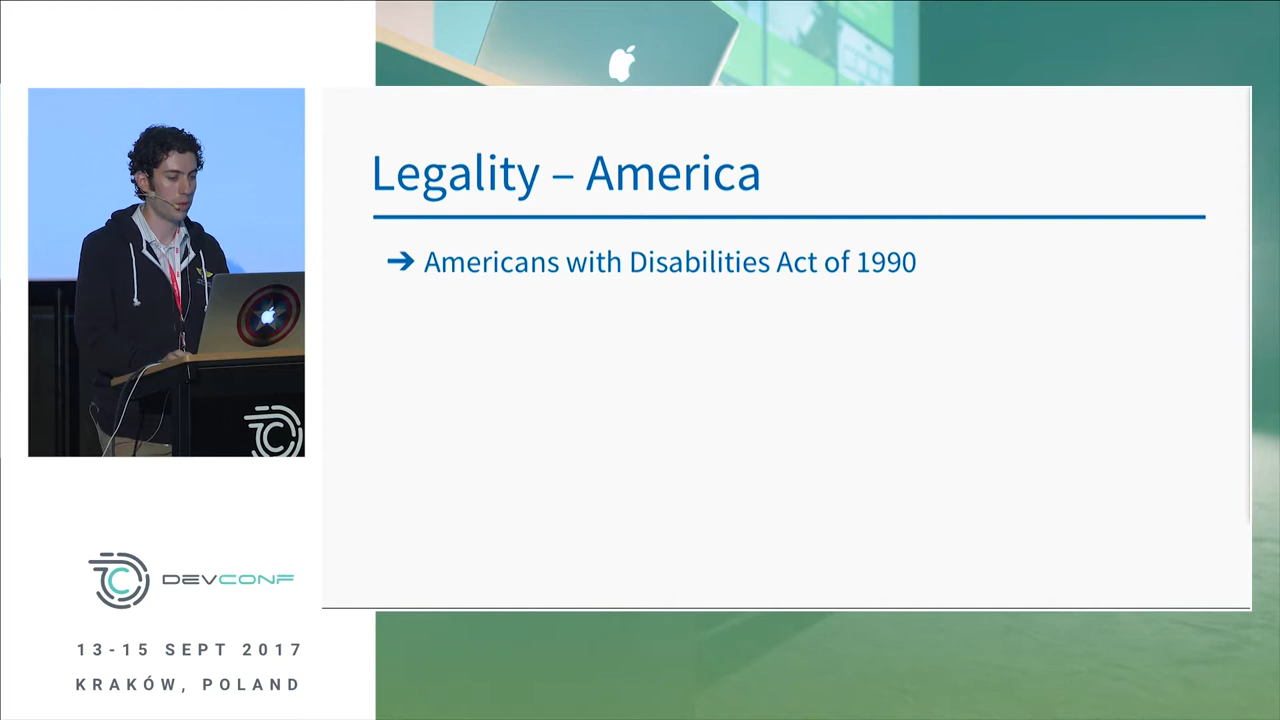 Legality – America
➔ Americans with Disabilities Act of 1990
DEVCONF
13-15 SEPT 2017
KRAKÓW, POLAND